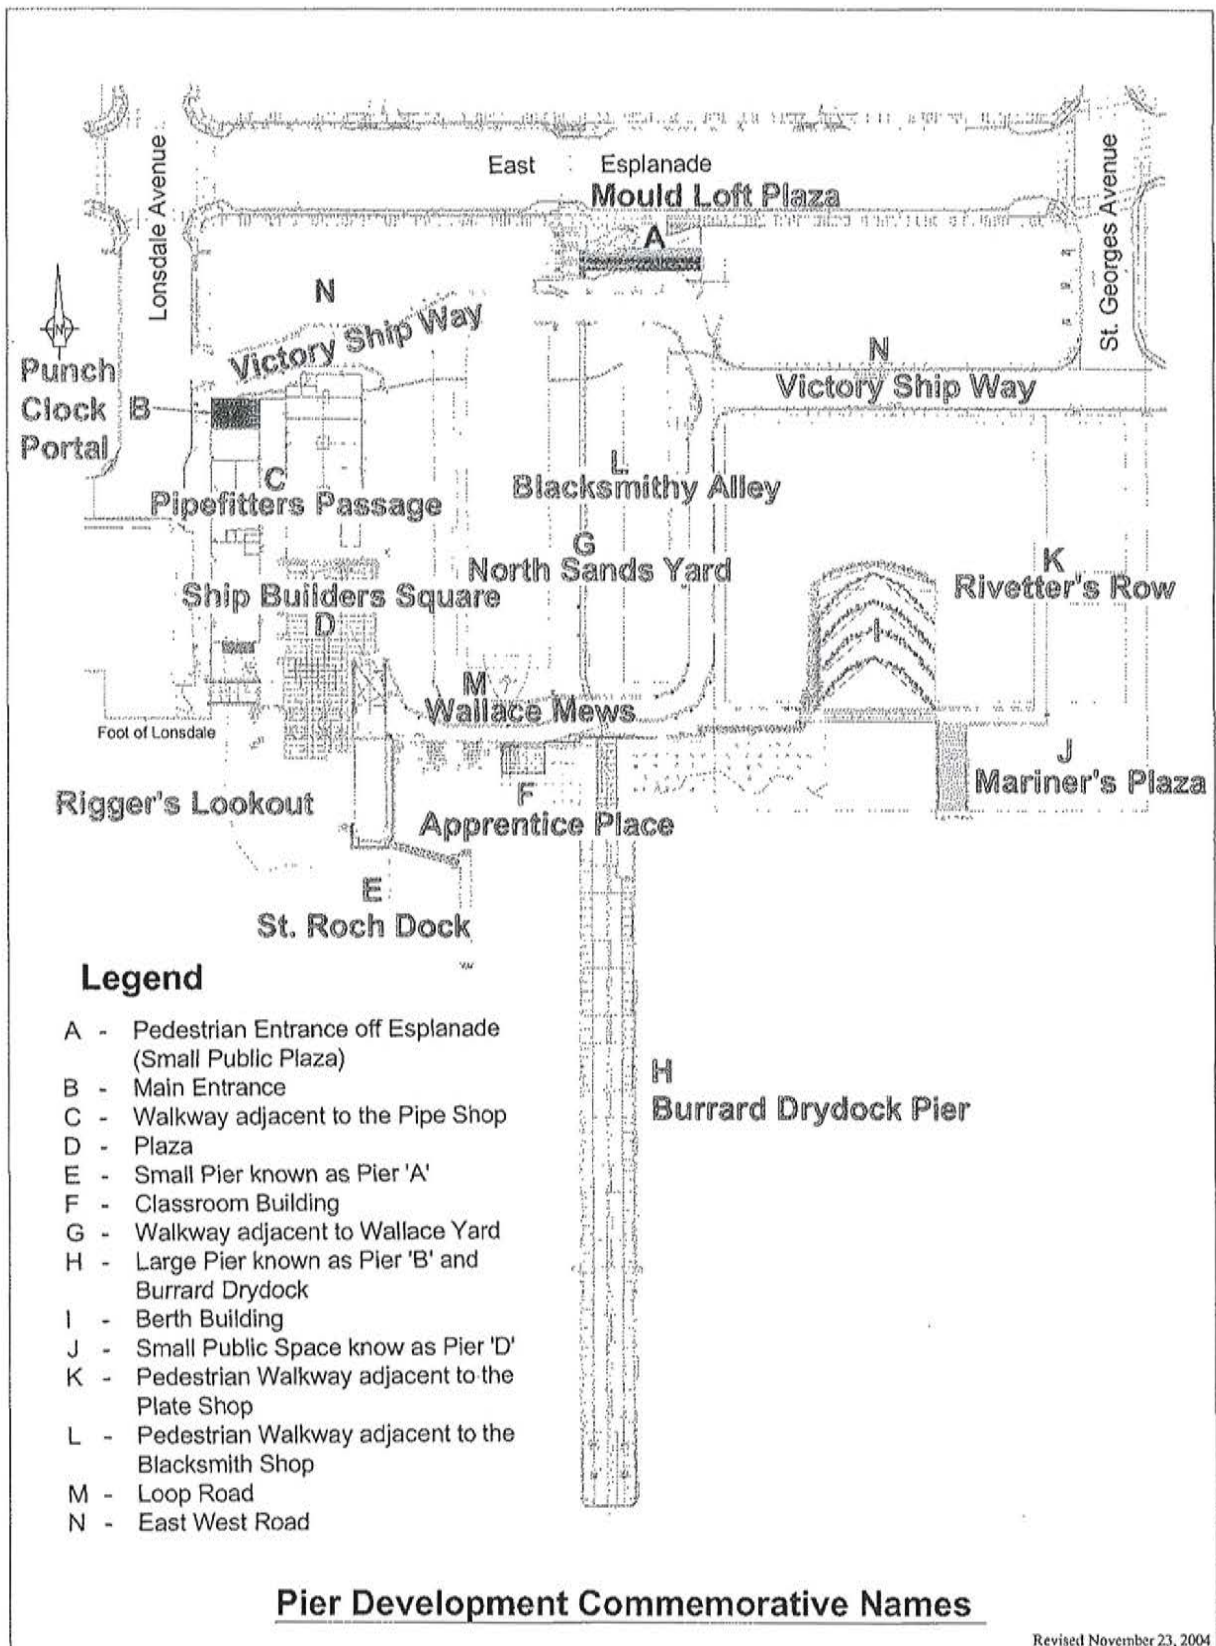 Lonsdale Avenue
East Esplanade
Mould Loft Plaza
A
St. Georges Avenue
N
Victory Ship Way
N
Victory Ship Way
N
Punch
Clock B
Portal
C
Pipefitters Passage
L
Blacksmithy Alley
G
North Sands Yard
K
Rivetter's Row
Ship Builders Square
D
I
M
Wallace Mews
Foot of Lonsdale
J
Mariner's Plaza
Rigger's Lookout
F
Apprentice Place
E
St. Roch Dock
H
Burrard Drydock Pier
Legend
A - Pedestrian Entrance off Esplanade
(Small Public Plaza)
B - Main Entrance
C - Walkway adjacent to the Pipe Shop
D - Plaza
E - Small Pier known as Pier 'A'
F - Classroom Building
G - Walkway adjacent to Wallace Yard
H - Large Pier known as Pier 'B' and
Burrard Drydock
I - Berth Building
J - Small Public Space know as Pier 'D'
K - Pedestrian Walkway adjacent to the
Plate Shop
L - Pedestrian Walkway adjacent to the
Blacksmith Shop
M - Loop Road
N - East West Road
Pier Development Commemorative Names
Revised November 23, 2004